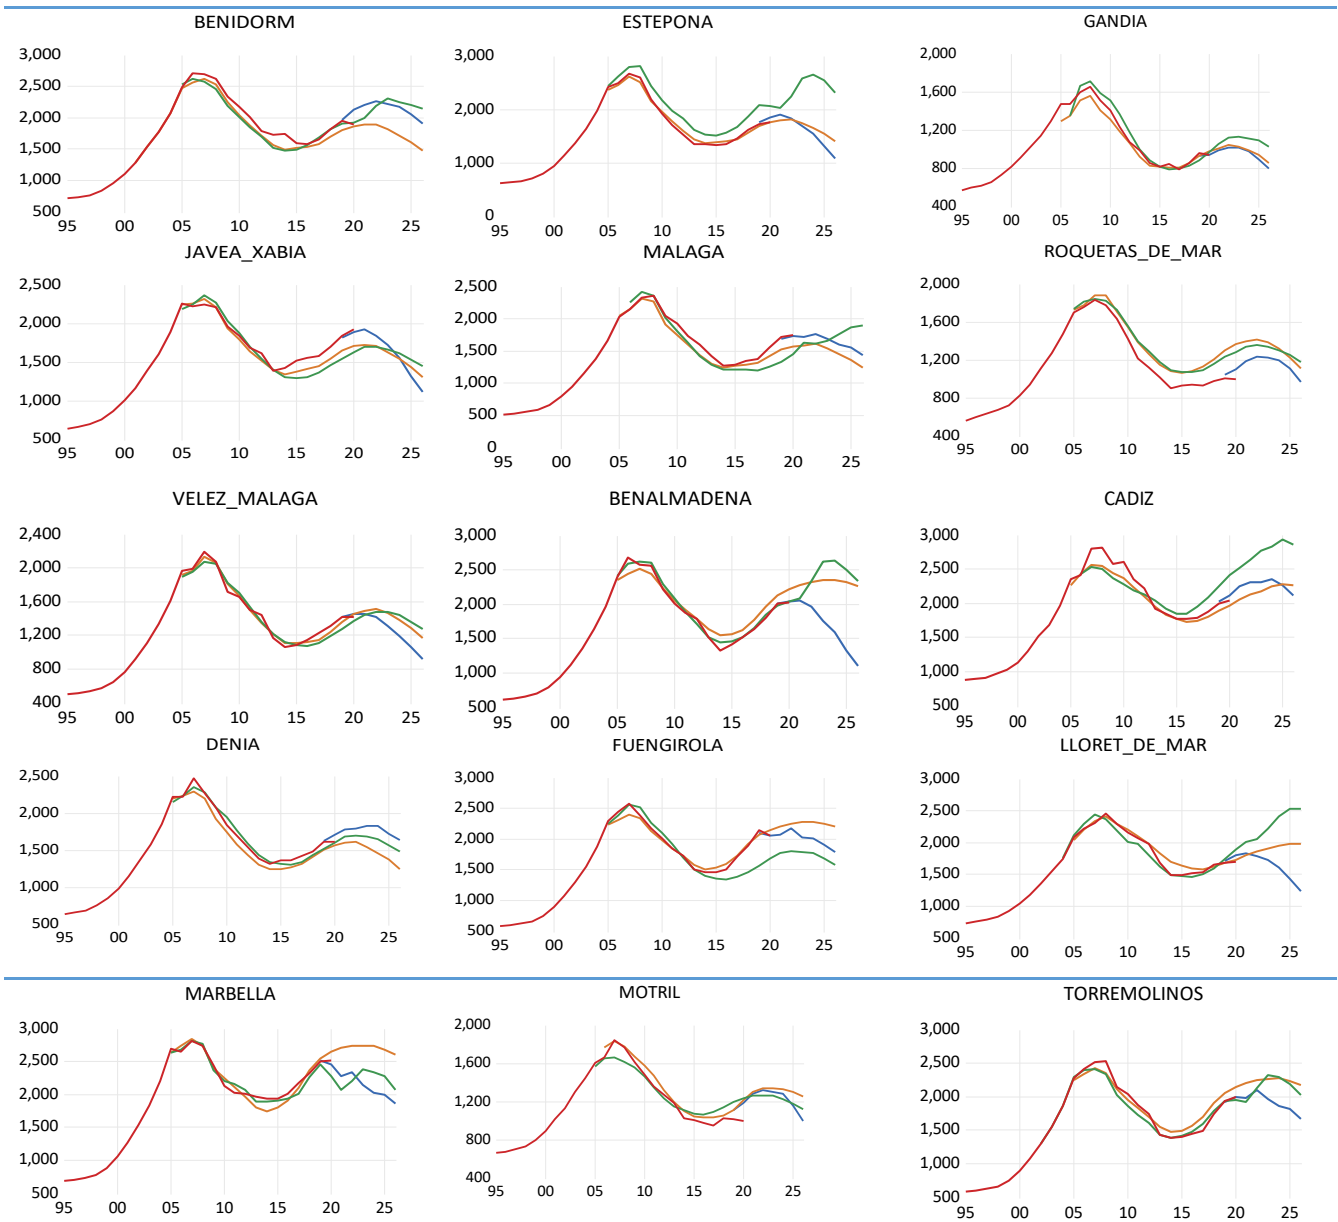 BENIDORM
3,000
2,500
2,000
1,500
1,000
500
95 00 05 10 15 20 25
ESTEPONA
3,000
2,000
1,000
0
95 00 05 10 15 20 25
GANDIA
2,000
1,600
1,200
800
400
95 00 05 10 15 20 25
JAVEA_XABIA
2,500
2,000
1,500
1,000
500
95 00 05 10 15 20 25
MALAGA
2,500
2,000
1,500
1,000
500
0
95 00 05 10 15 20 25
ROQUETAS_DE_MAR
2,000
1,600
1,200
800
400
95 00 05 10 15 20 25
VELEZ_MALAGA
2,400
2,000
1,600
1,200
800
400
95 00 05 10 15 20 25
BENALMADENA
3,000
2,500
2,000
1,500
1,000
500
95 00 05 10 15 20 25
CADIZ
3,000
2,500
2,000
1,500
1,000
500
95 00 05 10 15 20 25
DENIA
2,500
2,000
1,500
1,000
500
95 00 05 10 15 20 25
FUENGIROLA
3,000
2,500
2,000
1,500
1,000
500
95 00 05 10 15 20 25
LLORET_DE_MAR
3,000
2,500
2,000
1,500
1,000
500
95 00 05 10 15 20 25
MARBELLA
3,000
2,500
2,000
1,500
1,000
500
95 00 05 10 15 20 25
MOTRIL
2,000
1,600
1,200
800
400
95 00 05 10 15 20 25
TORREMOLINOS
3,000
2,500
2,000
1,500
1,000
500
95 00 05 10 15 20 25